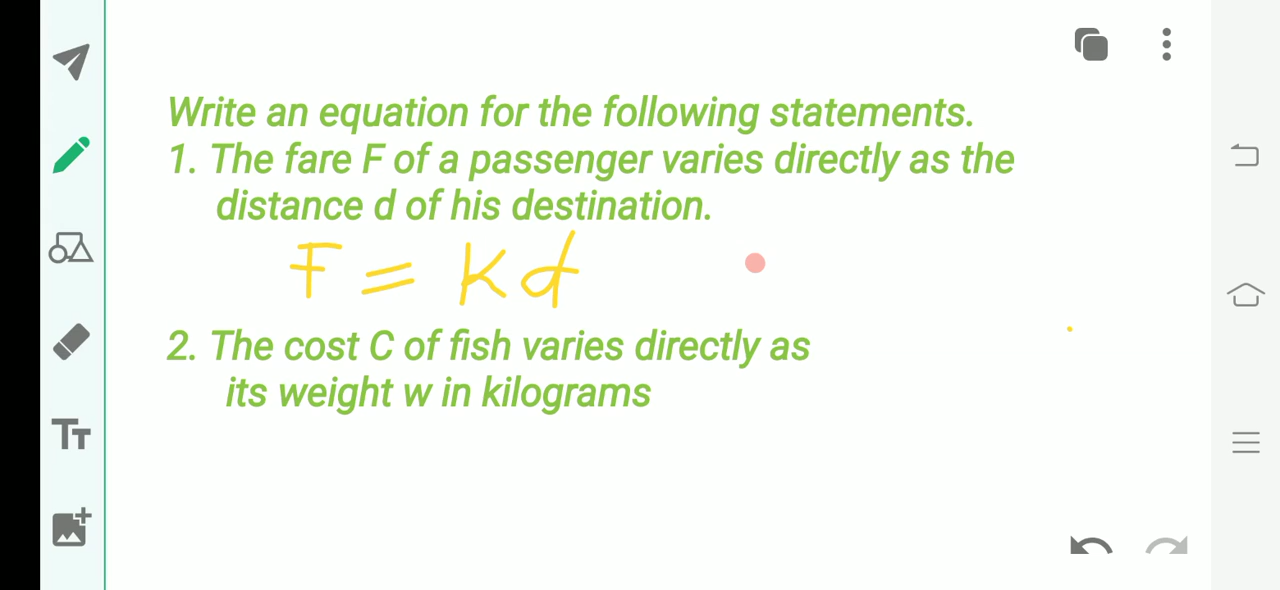 Write an equation for the following statements.
1. The fare F of a passenger varies directly as the
distance d of his destination.
F = Kd
2. The cost C of fish varies directly as
its weight w in kilograms
TT